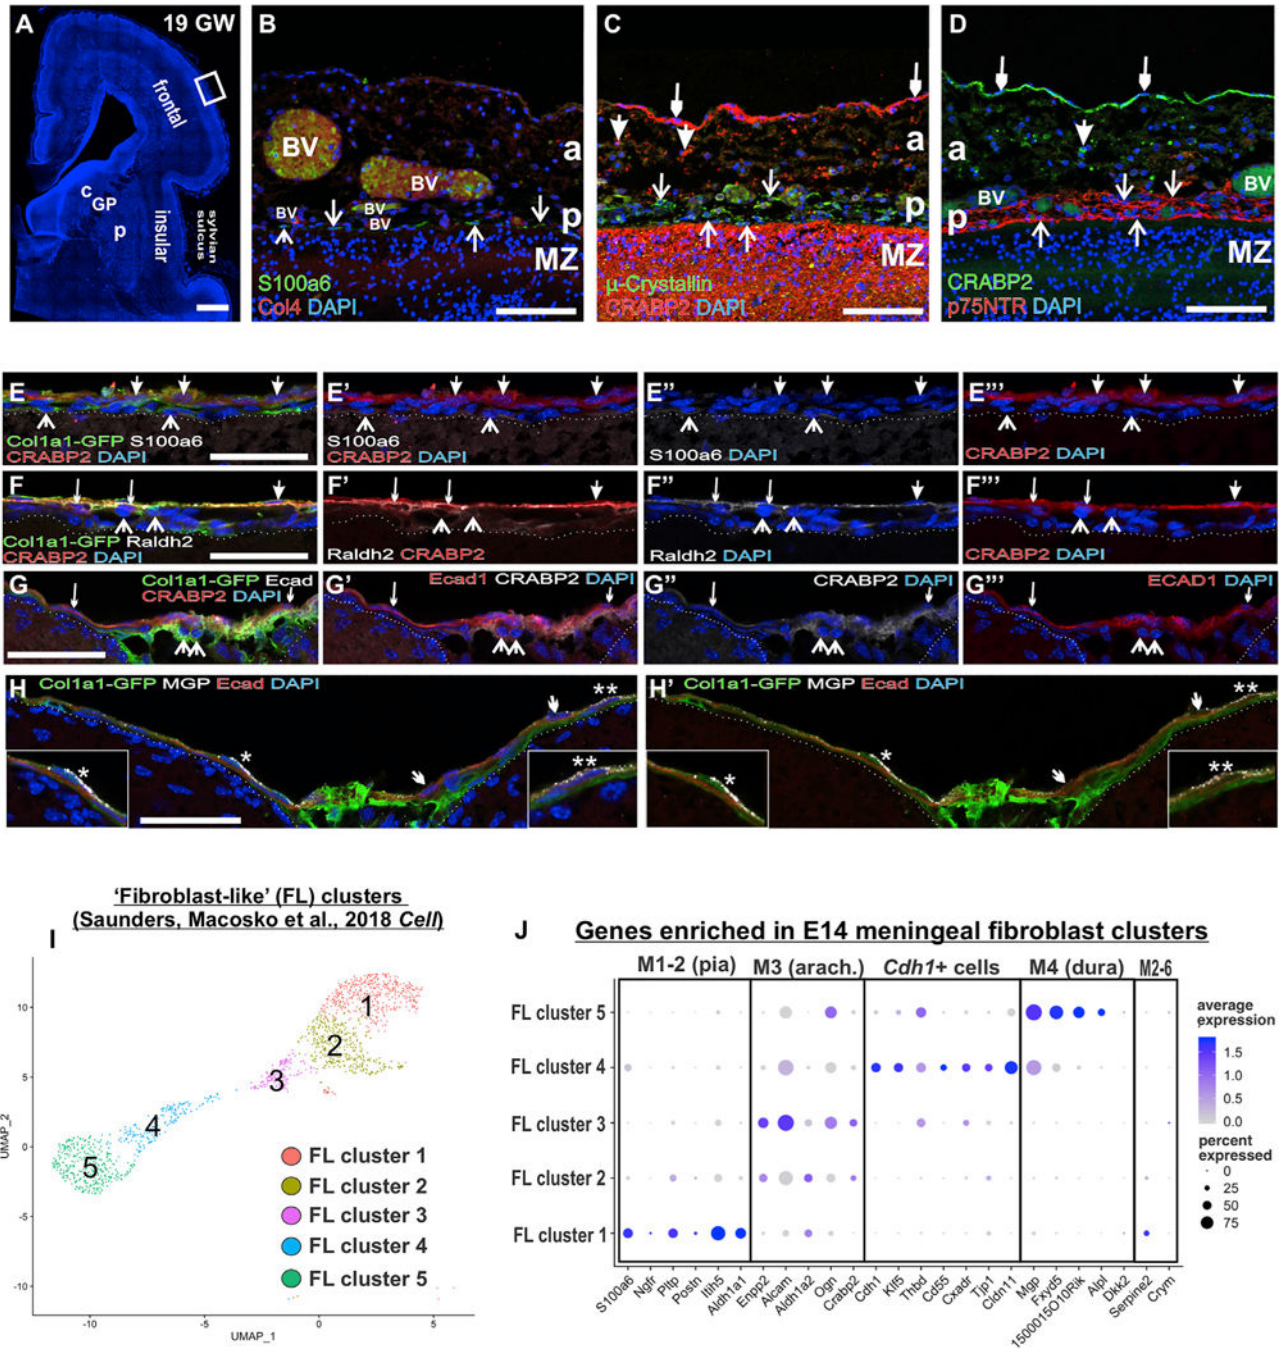 A
19 GW
frontal
c
GP
p
insular
sylvian
sulcus
B
BV
BV
BV
BV
BV
a
p
MZ
S100a6
Col4 DAPI
C
µ-Crystallin
CRABP2 DAPI
D
a
BV
BV
p
MZ
CRABP2
p75NTR DAPI
E
Col1a1-GFP S100a6
CRABP2 DAPI
E'
S100a6
CRABP2 DAPI
E''
S100a6 DAPI
E'''
CRABP2 DAPI
F
Col1a1-GFP Raldh2
CRABP2 DAPI
F'
Raldh2 CRABP2
F''
Raldh2 DAPI
F'''
CRABP2 DAPI
G
Col1a1-GFP Ecad
CRABP2 DAPI
G'
Ecad1 CRABP2 DAPI
G''
CRABP2 DAPI
G'''
ECAD1 DAPI
H
Col1a1-GFP MGP Ecad DAPI
**
*
*
**
H'
Col1a1-GFP MGP Ecad DAPI
**
*
*
**
'Fibroblast-like' (FL) clusters
(Saunders, Macosko et al., 2018 Cell)
I
1
2
3
4
5
10
5
0
-5
-10
UMAP_2
-10
-5
0
5
UMAP_1
FL cluster 1
FL cluster 2
FL cluster 3
FL cluster 4
FL cluster 5
J
Genes enriched in E14 meningeal fibroblast clusters
M1-2 (pia)
M3 (arach.)
Cdh1+ cells
M4 (dura)
M2-6
FL cluster 5
FL cluster 4
FL cluster 3
FL cluster 2
FL cluster 1
S100a6
Ngfr
Pltp
Postn
Itih5
Aldh1a1
Enpp2
Alcam
Aldh1a2
Ogn
Crabp2
Cdh1
Klf5
Thbd
Cd55
Cxadr
Tjp1
Cldn11
Mgp
Fxyd5
1500015O10Rik
Alpl
Dkk2
Serpine2
Crym
average
expression
1.5
1.0
0.5
0.0
percent
expressed
0
25
50
75